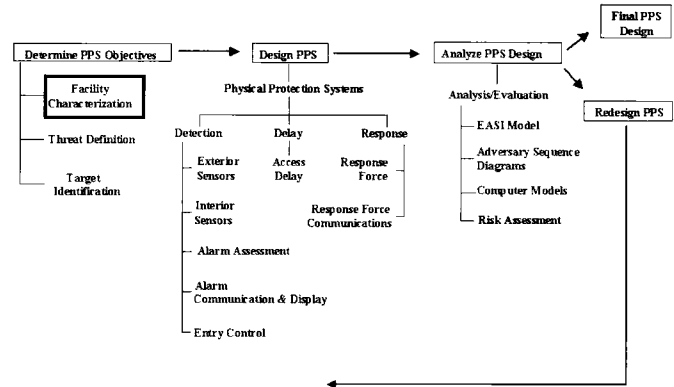 Determine PPS Objectives
Facility
Characterization
Threat Definition
Target
Identification
Design PPS
Physical Protection Systems
Detection
Exterior
Sensors
Interior
Sensors
Alarm Assessment
Alarm
Communication & Display
Entry Control
Delay
Access
Delay
Response
Response
Force
Response Force
Communications
Analyze PPS Design
Analysis/Evaluation
EASI Model
Adversary Sequence
Diagrams
Computer Models
Risk Assessment
Final PPS
Design
Redesign PPS